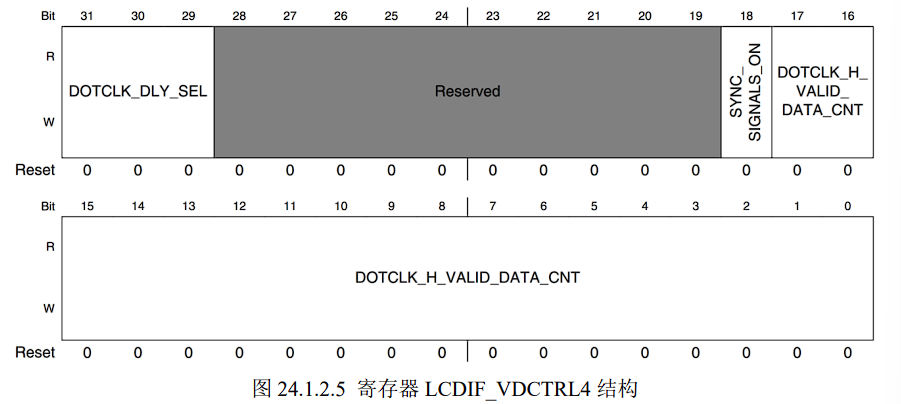 Bit 31 30 29 28 27 26 25 24 23 22 21 20 19 18 17 16
R
W
DOTCLK_DLY_SEL
Reserved
SYNC_
SIGNALS_ON
DOTCLK_H_
VALID_
DATA_CNT
Reset 0 0 0 0 0 0 0 0 0 0 0 0 0 0 0 0
Bit 15 14 13 12 11 10 9 8 7 6 5 4 3 2 1 0
R
W
DOTCLK_H_VALID_DATA_CNT
Reset 0 0 0 0 0 0 0 0 0 0 0 0 0 0 0 0
图 24.1.2.5 寄存器 LCDIF_VDCTRL4 结构